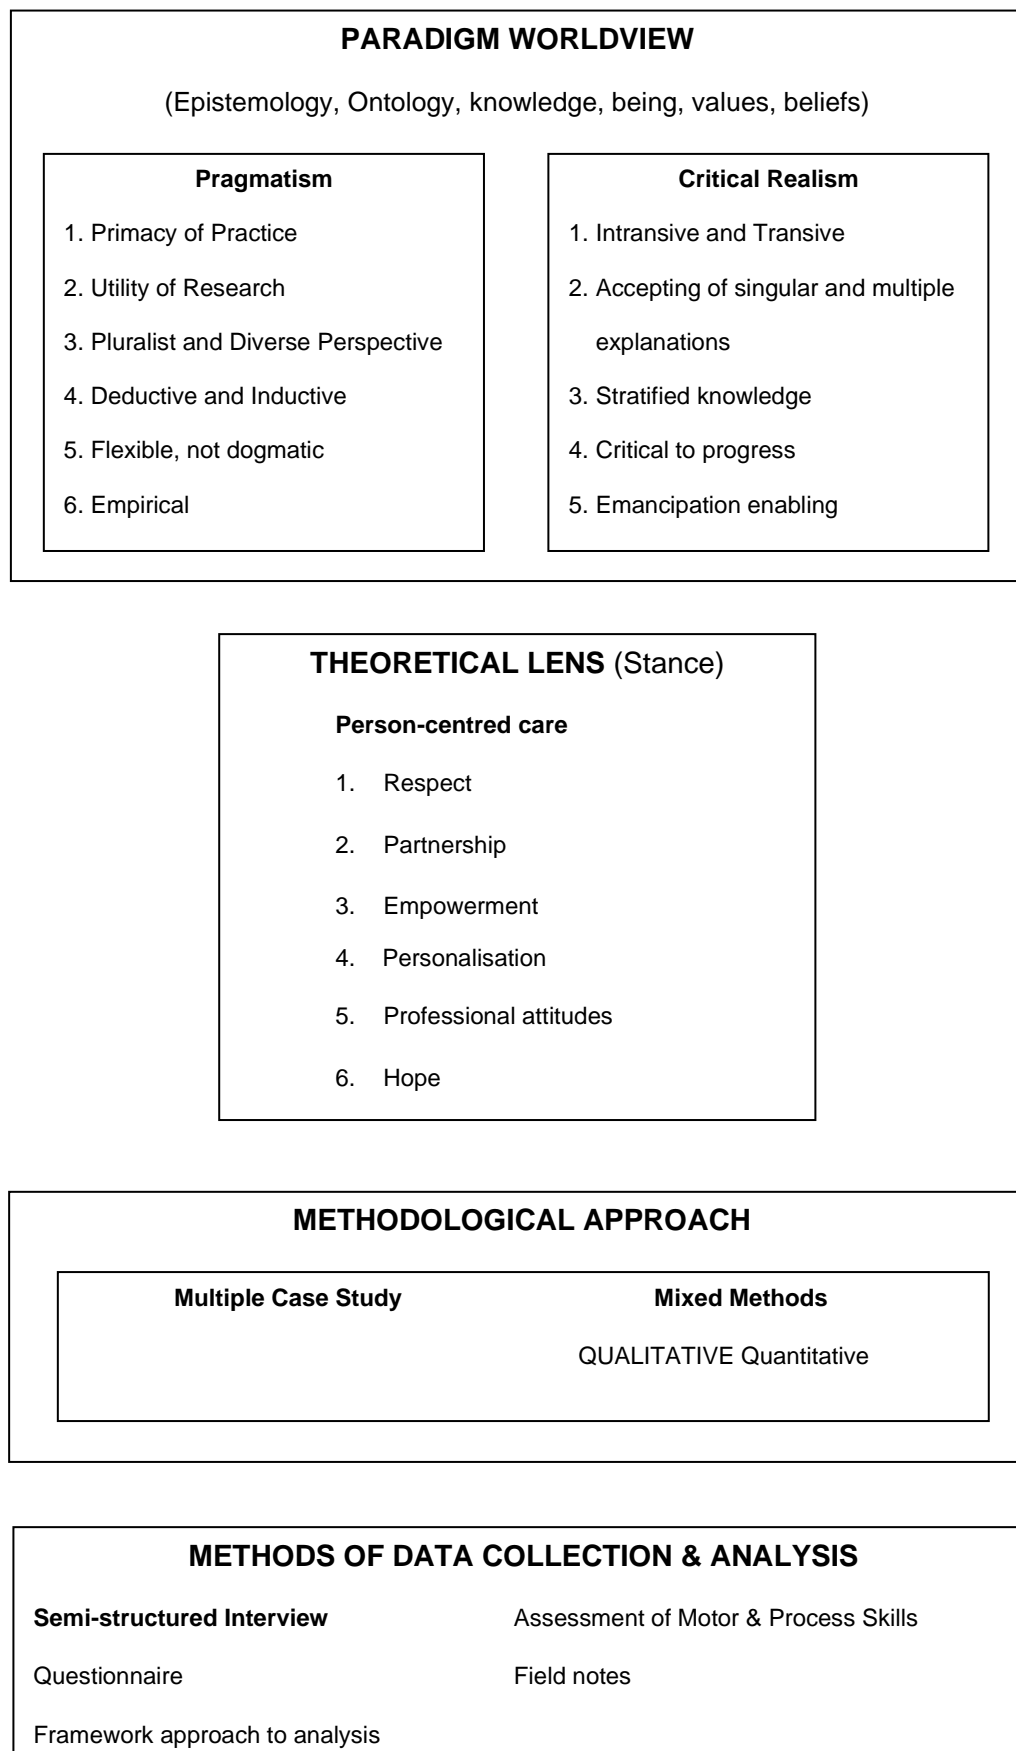 PARADIGM WORLDVIEW
(Epistemology, Ontology, knowledge, being, values, beliefs)
Pragmatism
1. Primacy of Practice
2. Utility of Research
3. Pluralist and Diverse Perspective
4. Deductive and Inductive
5. Flexible, not dogmatic
6. Empirical
Critical Realism
1. Intransive and Transive
2. Accepting of singular and multiple
explanations
3. Stratified knowledge
4. Critical to progress
5. Emancipation enabling
THEORETICAL LENS (Stance)
Person-centred care
1. Respect
2. Partnership
3. Empowerment
4. Personalisation
5. Professional attitudes
6. Hope
METHODOLOGICAL APPROACH
Multiple Case Study
Mixed Methods
QUALITATIVE Quantitative
METHODS OF DATA COLLECTION & ANALYSIS
Semi-structured Interview
Assessment of Motor & Process Skills
Questionnaire
Field notes
Framework approach to analysis